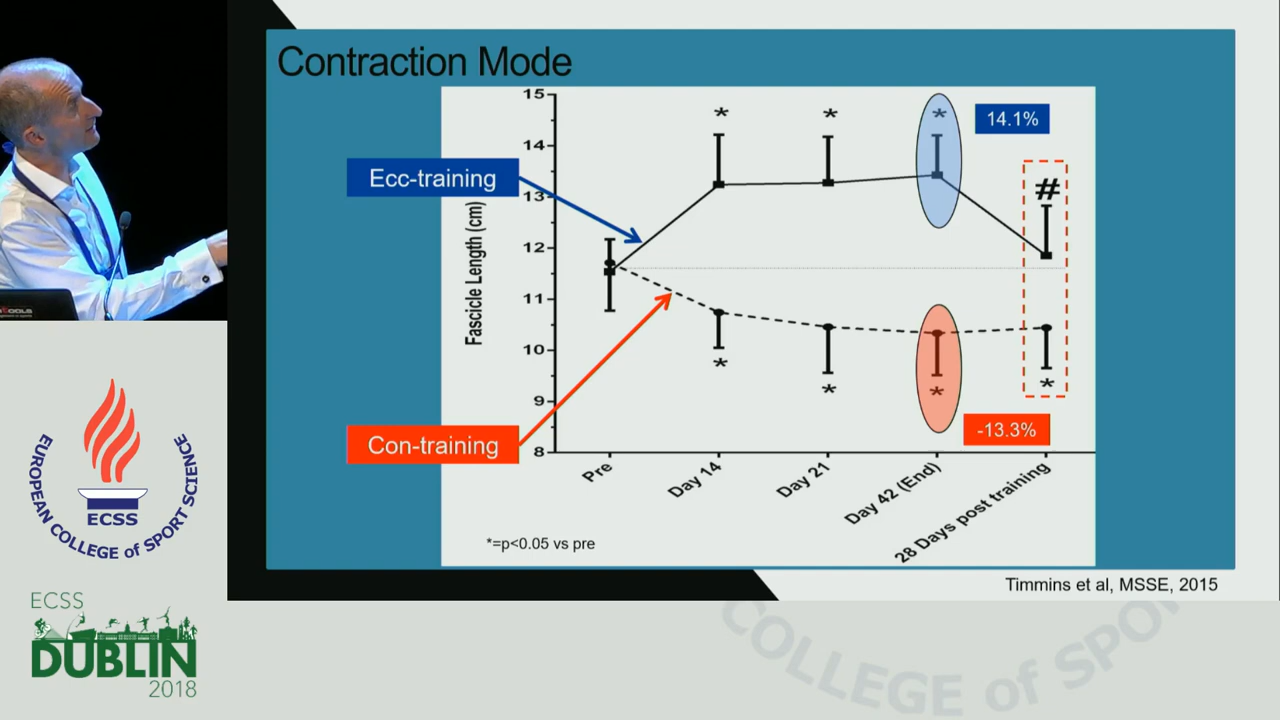 Contraction Mode
15
14
13
12
11
10
9
8
Fascicle Length (cm)
Ecc-training
Con-training
*
*
*
14.1%
#
*
*
*
*
-13.3%
Pre
Day 14
Day 21
Day 42 (End)
28 Days post training
*=p<0.05 vs pre
Timmins et al, MSSE, 2015
EUROPEAN COLLEGE of SPORT SCIENCE
ECSS
ECSS
DUBLIN
2018
COLLEGE of SPO